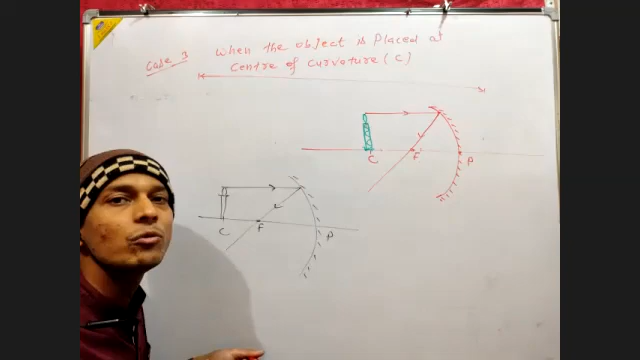 Case 3 When the object is placed at
centre of curvature (C)
C F P
C F P